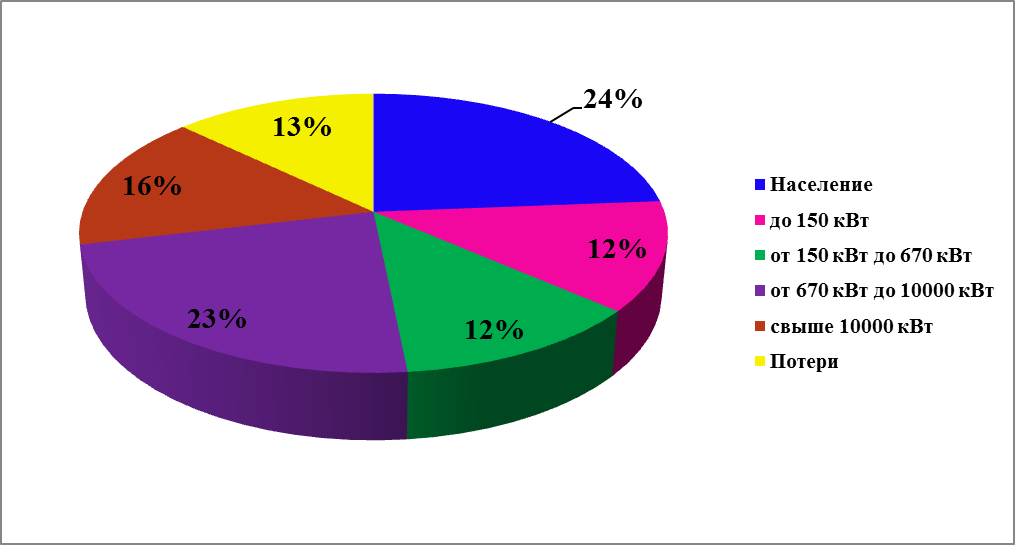 24%
13%
16%
12%
23%
12%
Население
до 150 кВт
от 150 кВт до 670 кВт
от 670 кВт до 10000 кВт
свыше 10000 кВт
Потери